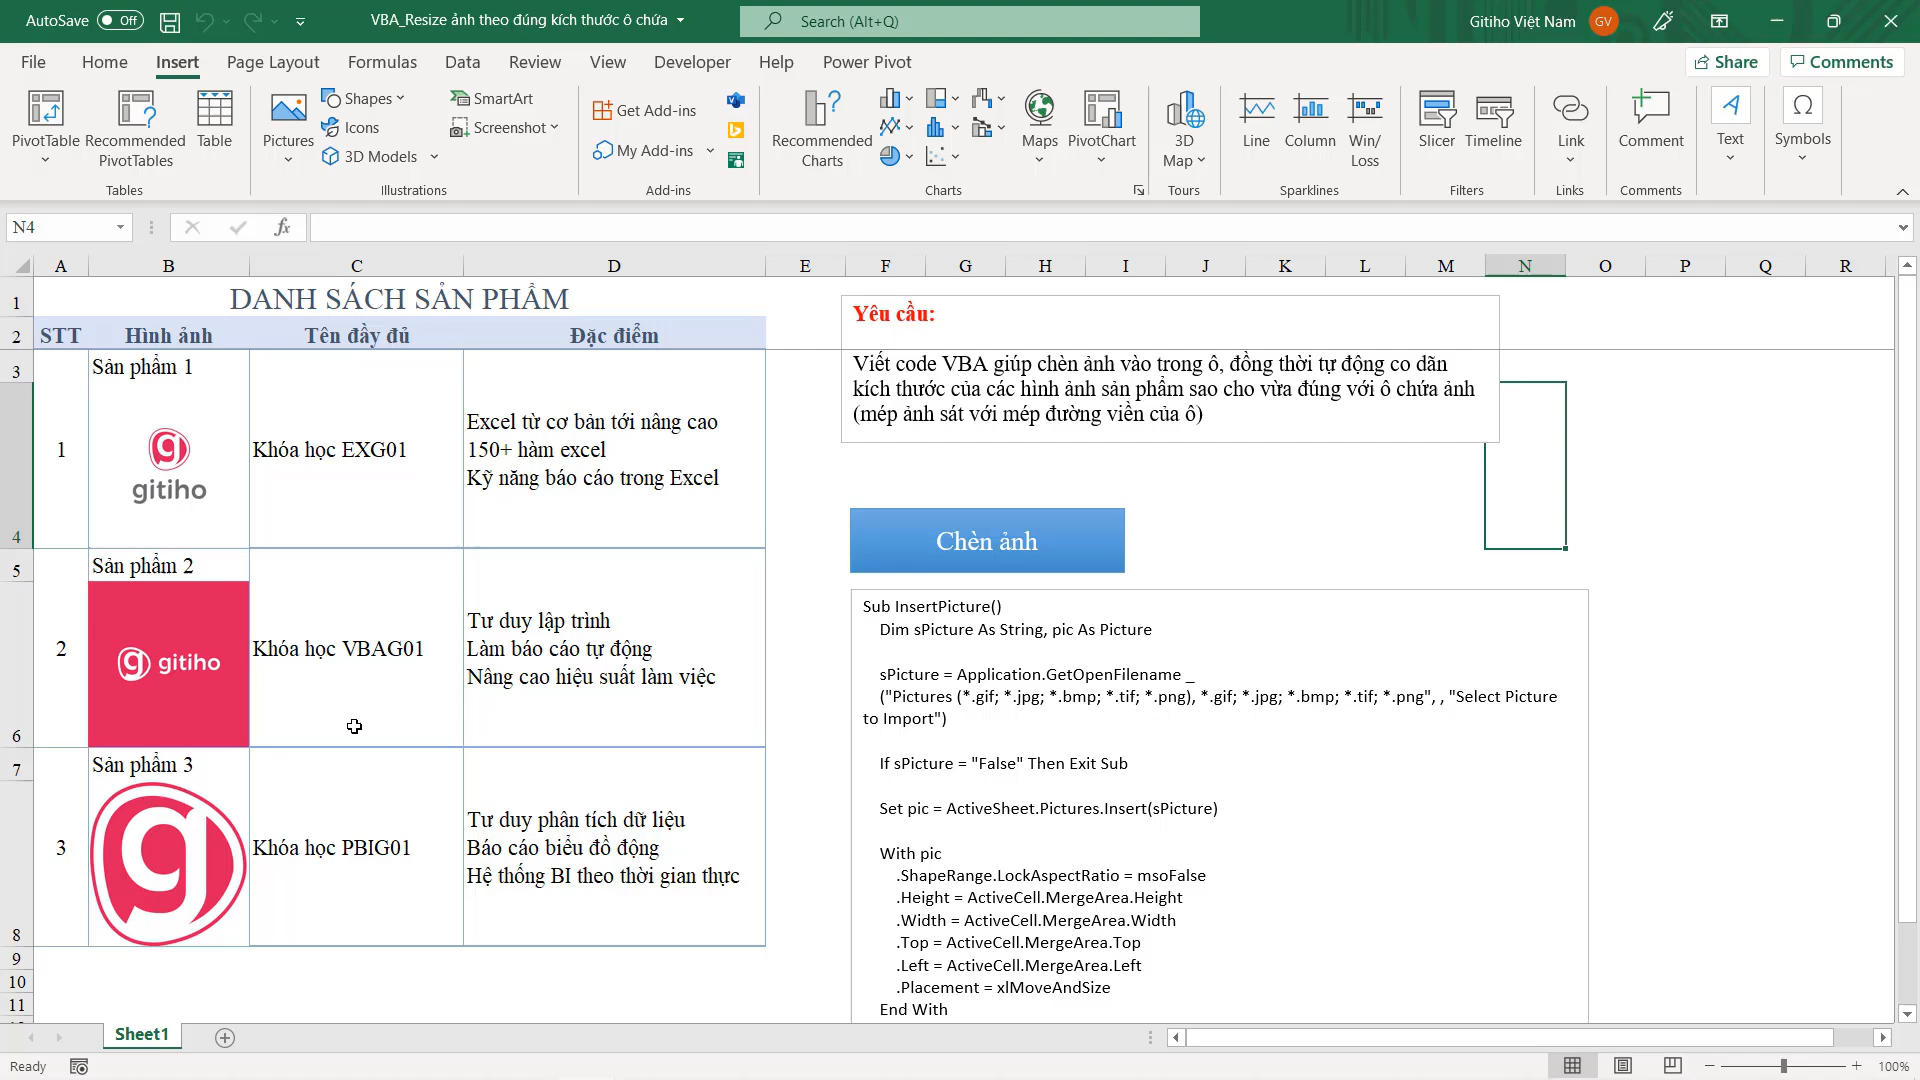 AutoSave Off
VBA_Resize ảnh theo đúng kích thước ô chứa
Search (Alt+Q)
Gitiho Việt Nam GV
File Home Insert Page Layout Formulas Data Review View Developer Help Power Pivot Share Comments
PivotTable
Recommended PivotTables
Table
Tables
Pictures
Shapes
Icons
3D Models
SmartArt
Screenshot
Illustrations
Get Add-ins
My Add-ins
Add-ins
Recommended Charts
Maps
PivotChart
Charts
3D Map
Tours
Line
Column
Win/Loss
Sparklines
Slicer
Timeline
Filters
Link
Links
Comment
Comments
Text
Symbols
N4
fx
A B C D E F G H I J K L M N O P Q R
1 DANH SÁCH SẢN PHẨM
2 STT Hình ảnh Tên đầy đủ Đặc điểm
3 Sản phẩm 1
1
gitiho
Khóa học EXG01
Excel từ cơ bản tới nâng cao
150+ hàm excel
Kỹ năng báo cáo trong Excel
4
5 Sản phẩm 2
2
gitiho
Khóa học VBAG01
Tư duy lập trình
Làm báo cáo tự động
Nâng cao hiệu suất làm việc
6
7 Sản phẩm 3
3
g
Khóa học PBIG01
Tư duy phân tích dữ liệu
Báo cáo biểu đồ động
Hệ thống BI theo thời gian thực
8
9
10
11
Yêu cầu:
Viết code VBA giúp chèn ảnh vào trong ô, đồng thời tự động co dãn
kích thước của các hình ảnh sản phẩm sao cho vừa đúng với ô chứa ảnh
(mép ảnh sát với mép đường viền của ô)
Chèn ảnh
Sub InsertPicture()
Dim sPicture As String, pic As Picture
sPicture = Application.GetOpenFilename _
("Pictures (*.gif; *.jpg; *.bmp; *.tif; *.png), *.gif; *.jpg; *.bmp; *.tif; *.png", , "Select Picture
to Import")
If sPicture = "False" Then Exit Sub
Set pic = ActiveSheet.Pictures.Insert(sPicture)
With pic
.ShapeRange.LockAspectRatio = msoFalse
.Height = ActiveCell.MergeArea.Height
.Width = ActiveCell.MergeArea.Width
.Top = ActiveCell.MergeArea.Top
.Left = ActiveCell.MergeArea.Left
.Placement = xlMoveAndSize
End With
Sheet1
Ready
100%